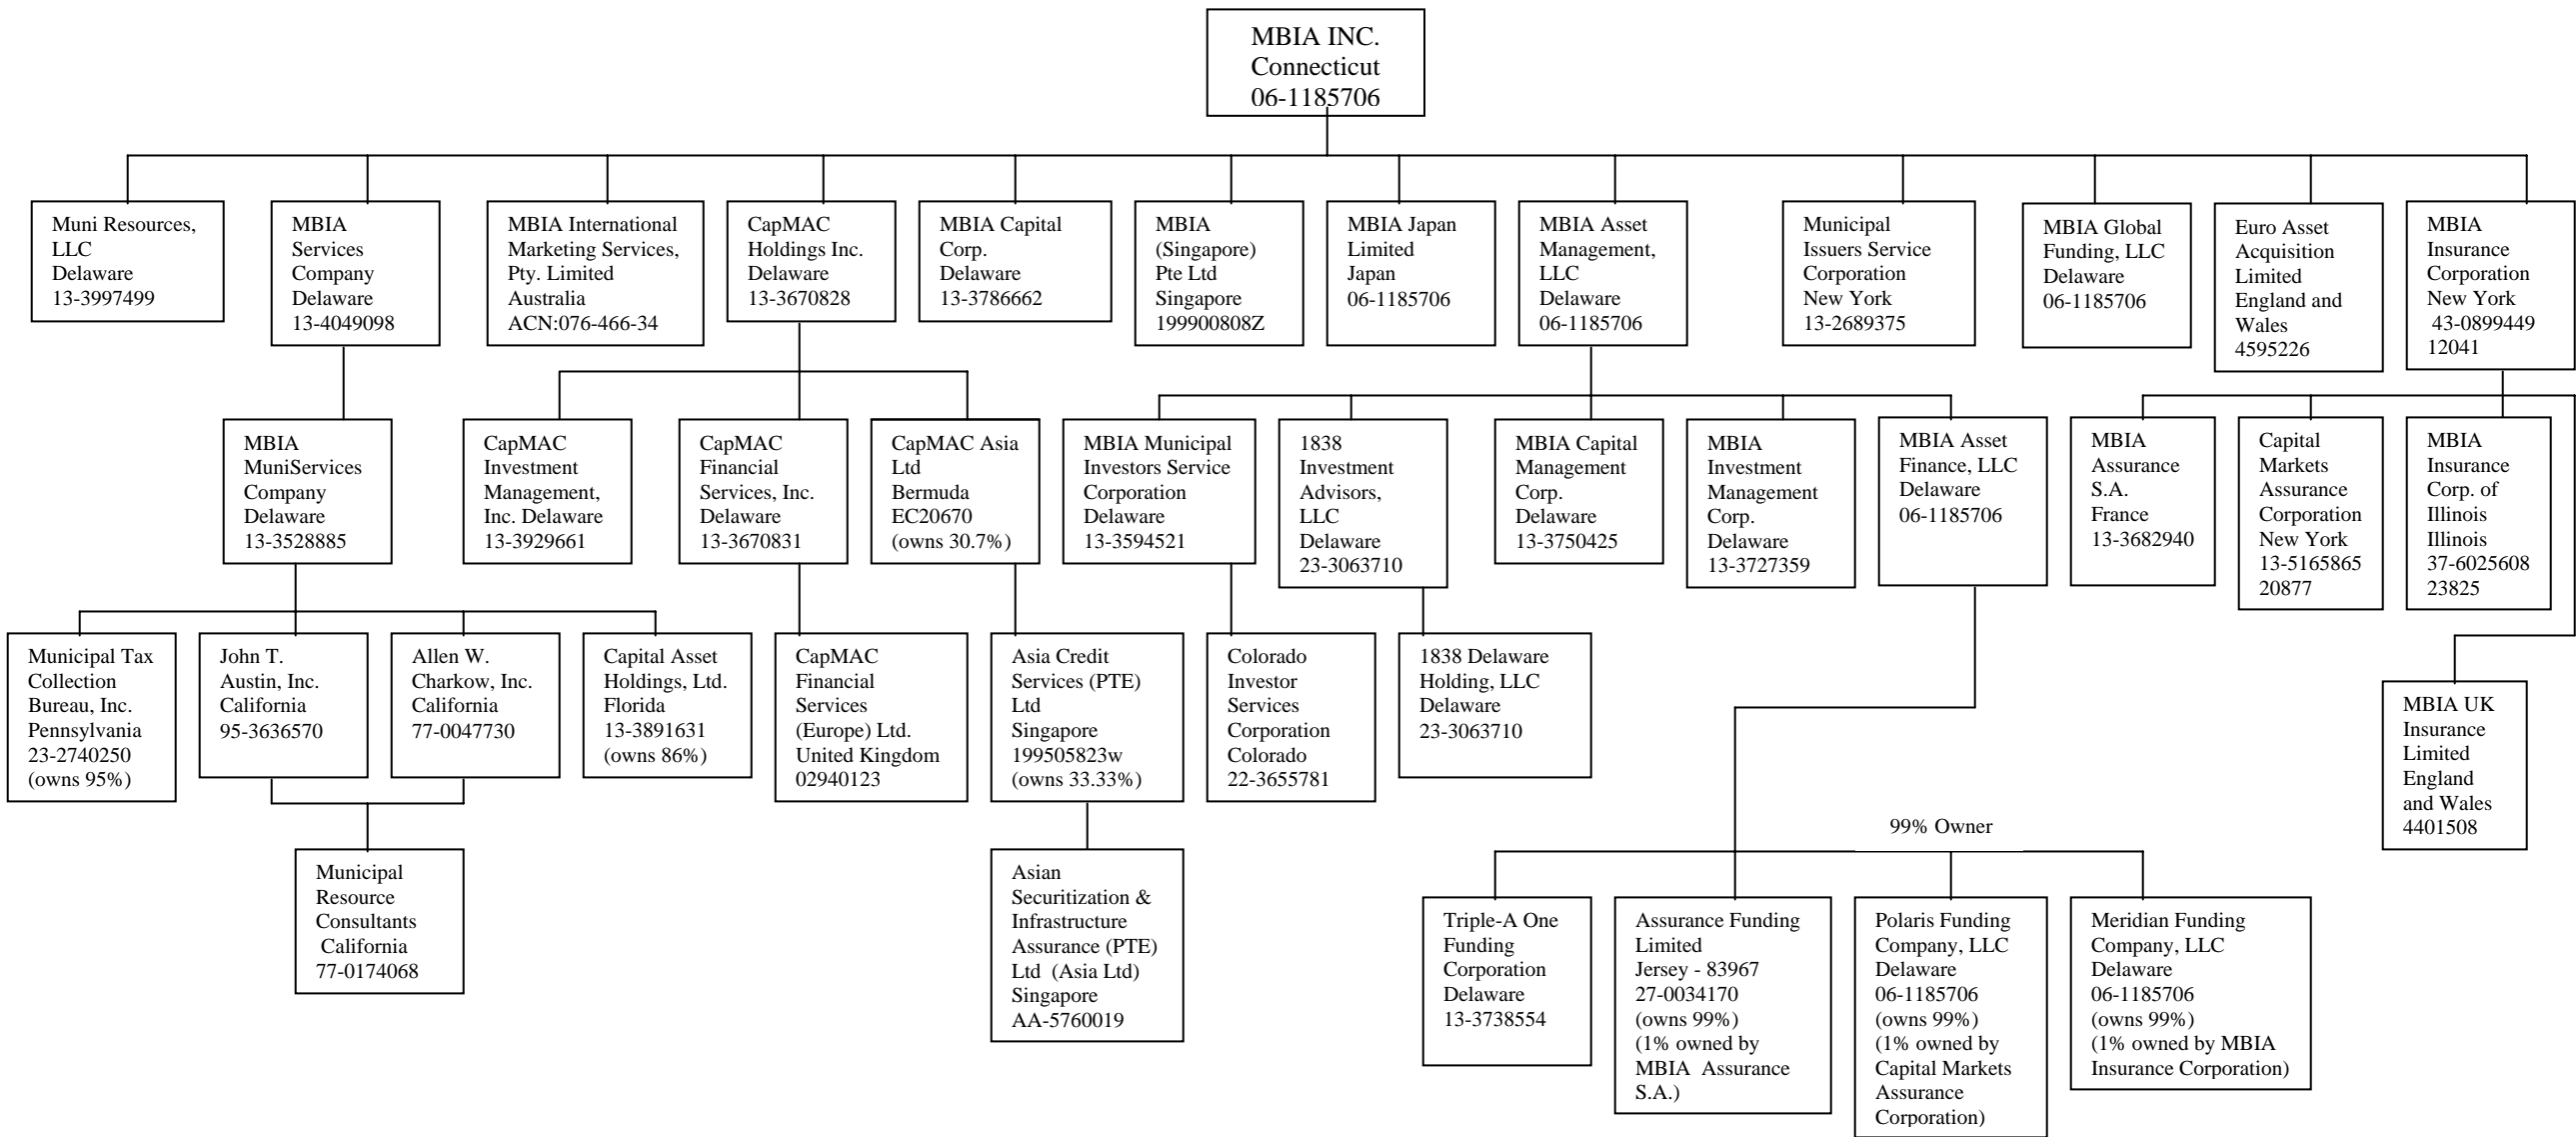 MBIA INC.
Connecticut
06-1185706
Muni Resources,
LLC
Delaware
13-3997499
MBIA
Services
Company
Delaware
13-4049098
MBIA International
Marketing Services,
Pty. Limited
Australia
ACN:076-466-34
CapMAC
Holdings Inc.
Delaware
13-3670828
MBIA Capital
Corp.
Delaware
13-3786662
MBIA
(Singapore)
Pte Ltd
Singapore
199900808Z
MBIA Japan
Limited
Japan
06-1185706
MBIA Asset
Management,
LLC
Delaware
06-1185706
Municipal
Issuers Service
Corporation
New York
13-2689375
MBIA Global
Funding, LLC
Delaware
06-1185706
Euro Asset
Acquisition
Limited
England and
Wales
4595226
MBIA
Insurance
Corporation
New York
43-0899449
12041
MBIA
MuniServices
Company
Delaware
13-3528885
CapMAC
Investment
Management,
Inc. Delaware
13-3929661
CapMAC
Financial
Services, Inc.
Delaware
13-3670831
CapMAC Asia
Ltd
Bermuda
EC20670
(owns 30.7%)
MBIA Municipal
Investors Service
Corporation
Delaware
13-3594521
1838
Investment
Advisors,
LLC
Delaware
23-3063710
MBIA Capital
Management
Corp.
Delaware
13-3750425
MBIA
Investment
Management
Corp.
Delaware
13-3727359
MBIA Asset
Finance, LLC
Delaware
06-1185706
MBIA
Assurance
S.A.
France
13-3682940
Capital
Markets
Assurance
Corporation
New York
13-5165865
20877
MBIA
Insurance
Corp. of
Illinois
Illinois
37-6025608
23825
Municipal Tax
Collection
Bureau, Inc.
Pennsylvania
23-2740250
(owns 95%)
John T.
Austin, Inc.
California
95-3636570
Allen W.
Charkow, Inc.
California
77-0047730
Capital Asset
Holdings, Ltd.
Florida
13-3891631
(owns 86%)
CapMAC
Financial
Services
(Europe) Ltd.
United Kingdom
02940123
Asia Credit
Services (PTE)
Ltd
Singapore
199505823w
(owns 33.33%)
Colorado
Investor
Services
Corporation
Colorado
22-3655781
1838 Delaware
Holding, LLC
Delaware
23-3063710
MBIA UK
Insurance
Limited
England
and Wales
4401508
99% Owner
Municipal
Resource
Consultants
California
77-0174068
Asian
Securitization &
Infrastructure
Assurance (PTE)
Ltd (Asia Ltd)
Singapore
AA-5760019
Triple-A One
Funding
Corporation
Delaware
13-3738554
Assurance Funding
Limited
Jersey - 83967
27-0034170
(owns 99%)
(1% owned by
MBIA Assurance
S.A.)
Polaris Funding
Company, LLC
Delaware
06-1185706
(owns 99%)
(1% owned by
Capital Markets
Assurance
Corporation)
Meridian Funding
Company, LLC
Delaware
06-1185706
(owns 99%)
(1% owned by MBIA
Insurance Corporation)